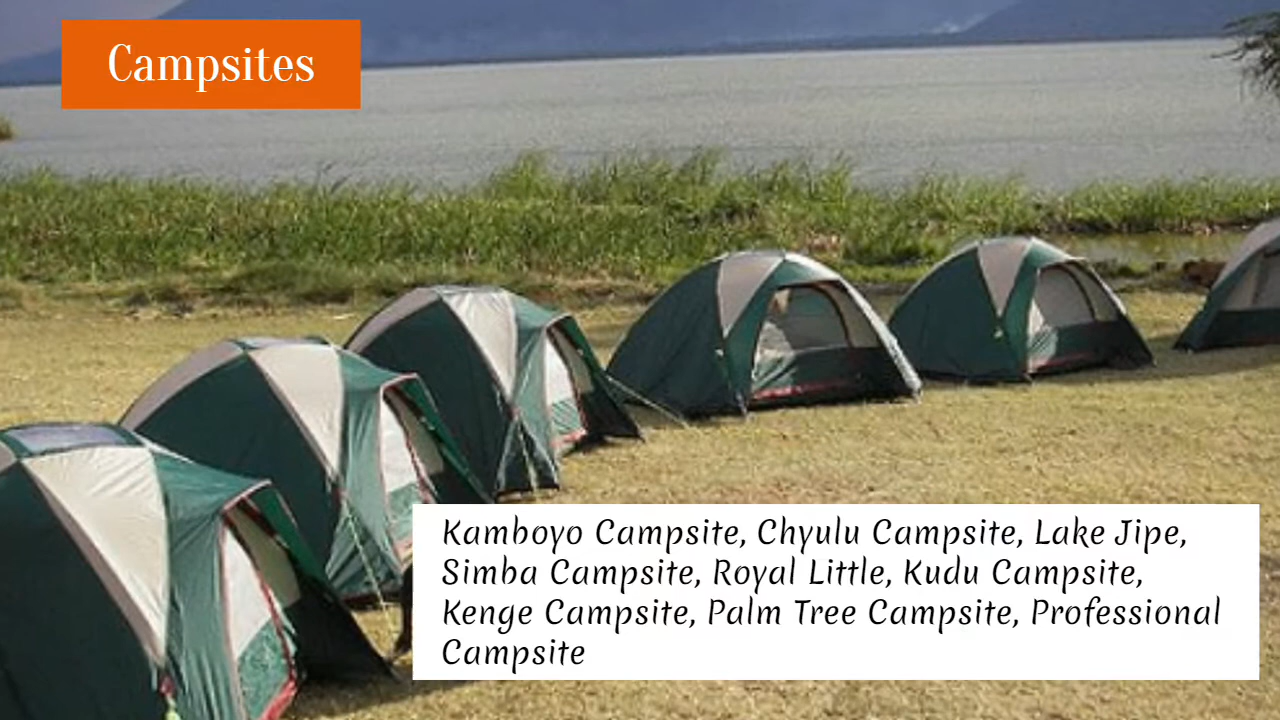 Campsites
Kamboyo Campsite, Chyulu Campsite, Lake Jipe,
Simba Campsite, Royal Little, Kudu Campsite,
Kenge Campsite, Palm Tree Campsite, Professional
Campsite